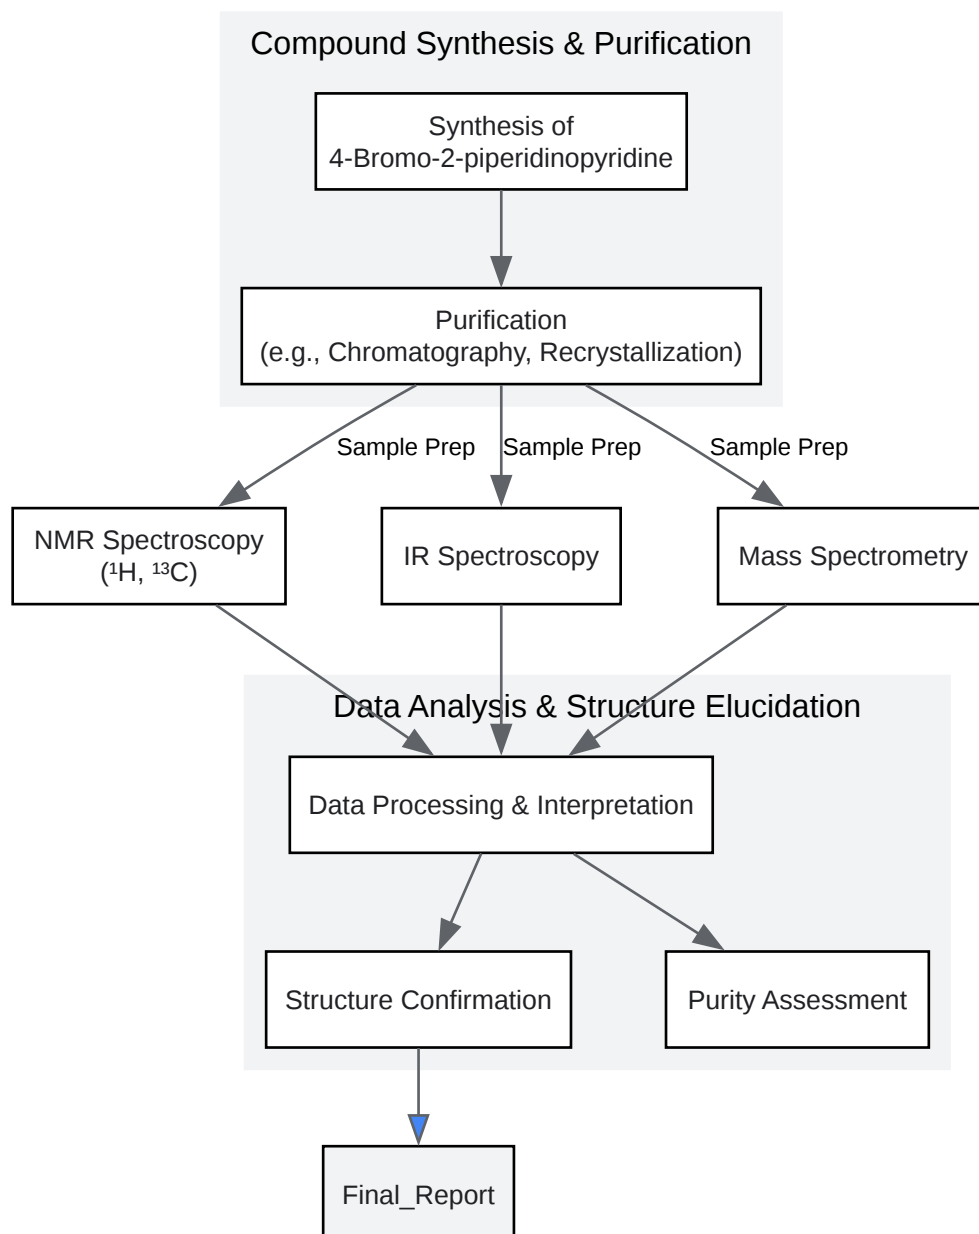 Compound Synthesis & Purification
Synthesis of
4-Bromo-2-piperidinopyridine
Purification
(e.g., Chromatography, Recrystallization)
Sample Prep
Sample Prep
Sample Prep
NMR Spectroscopy
(¹H, ¹³C)
IR Spectroscopy
Mass Spectrometry
Data Analysis & Structure Elucidation
Data Processing & Interpretation
Structure Confirmation
Purity Assessment
Final_Report